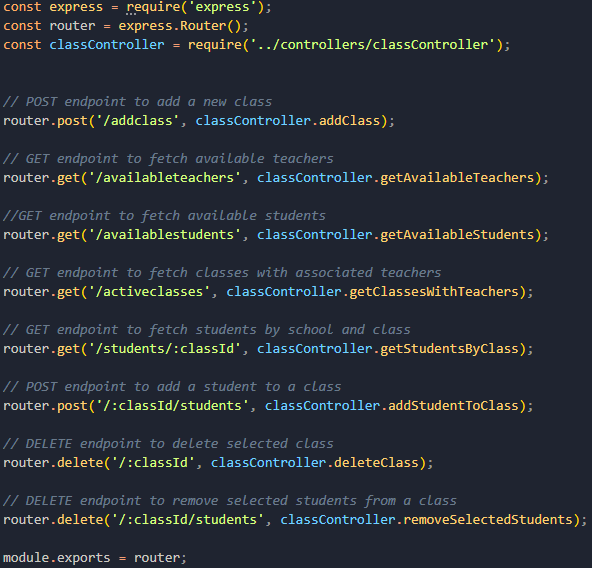 const express = require('express');
const router = express.Router();
const classController = require('../controllers/classController');
// POST endpoint to add a new class
router.post('/addclass', classController.addClass);
// GET endpoint to fetch available teachers
router.get('/availableteachers', classController.getAvailableTeachers);
//GET endpoint to fetch available students
router.get('/availablestudents', classController.getAvailableStudents);
// GET endpoint to fetch classes with associated teachers
router.get('/activeclasses', classController.getClassesWithTeachers);
// GET endpoint to fetch students by school and class
router.get('/students/:classId', classController.getStudentsByClass);
// POST endpoint to add a student to a class
router.post('/:classId/students', classController.addStudentToClass);
// DELETE endpoint to delete selected class
router.delete('/:classId', classController.deleteClass);
// DELETE endpoint to remove selected students from a class
router.delete('/:classId/students', classController.removeSelectedStudents);
module.exports = router;